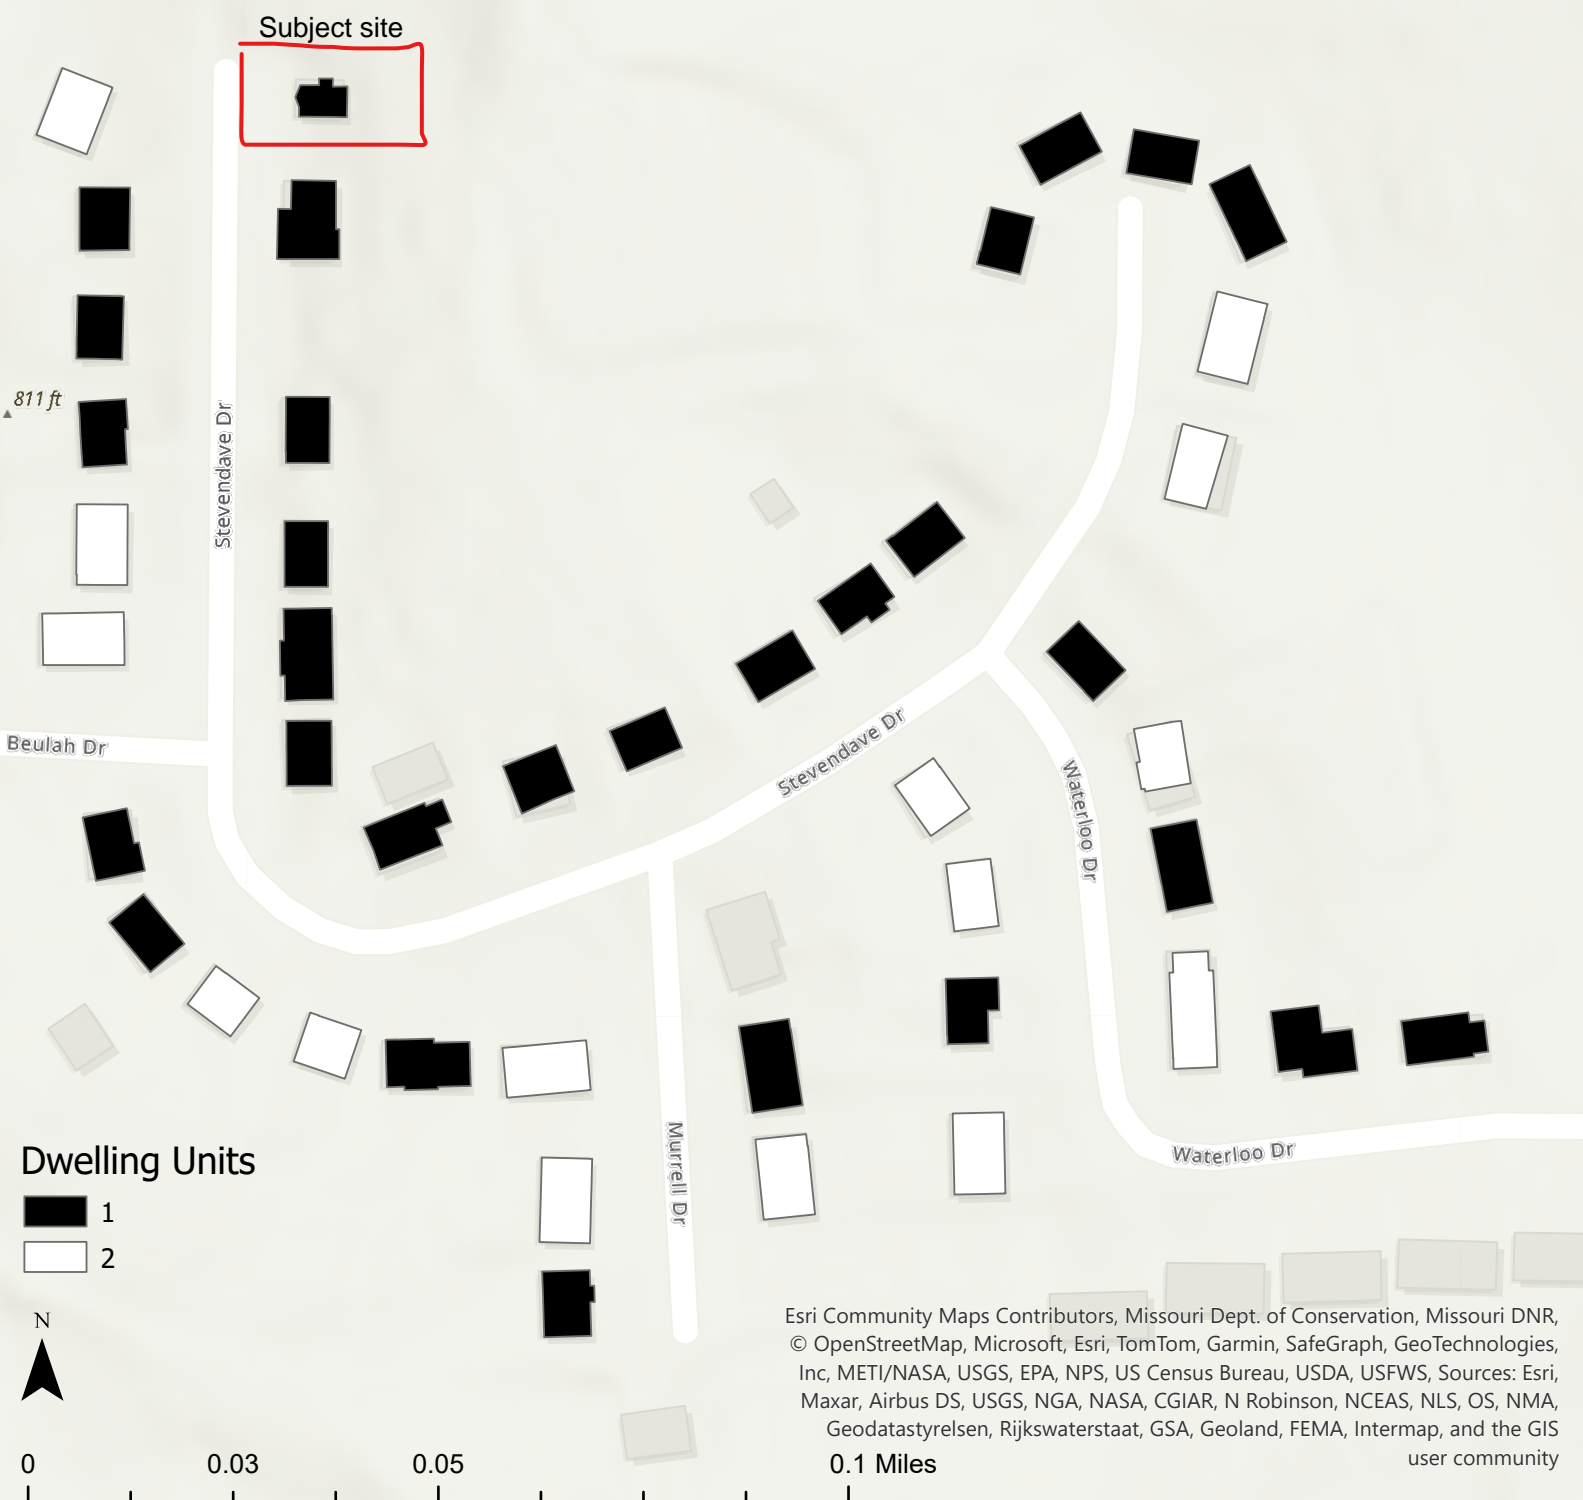 Subject site
811 ft
Stevendave Dr
Beulah Dr
Stevendave Dr
Waterloo Dr
Murrell Dr
Waterloo Dr
Dwelling Units
1
2
N
0 0.03 0.05 0.1 Miles
Esri Community Maps Contributors, Missouri Dept. of Conservation, Missouri DNR,
© OpenStreetMap, Microsoft, Esri, TomTom, Garmin, SafeGraph, GeoTechnologies,
Inc, METI/NASA, USGS, EPA, NPS, US Census Bureau, USDA, USFWS, Sources: Esri,
Maxar, Airbus DS, USGS, NGA, NASA, CGIAR, N Robinson, NCEAS, NLS, OS, NMA,
Geodatastyrelsen, Rijkswaterstaat, GSA, Geoland, FEMA, Intermap, and the GIS
user community